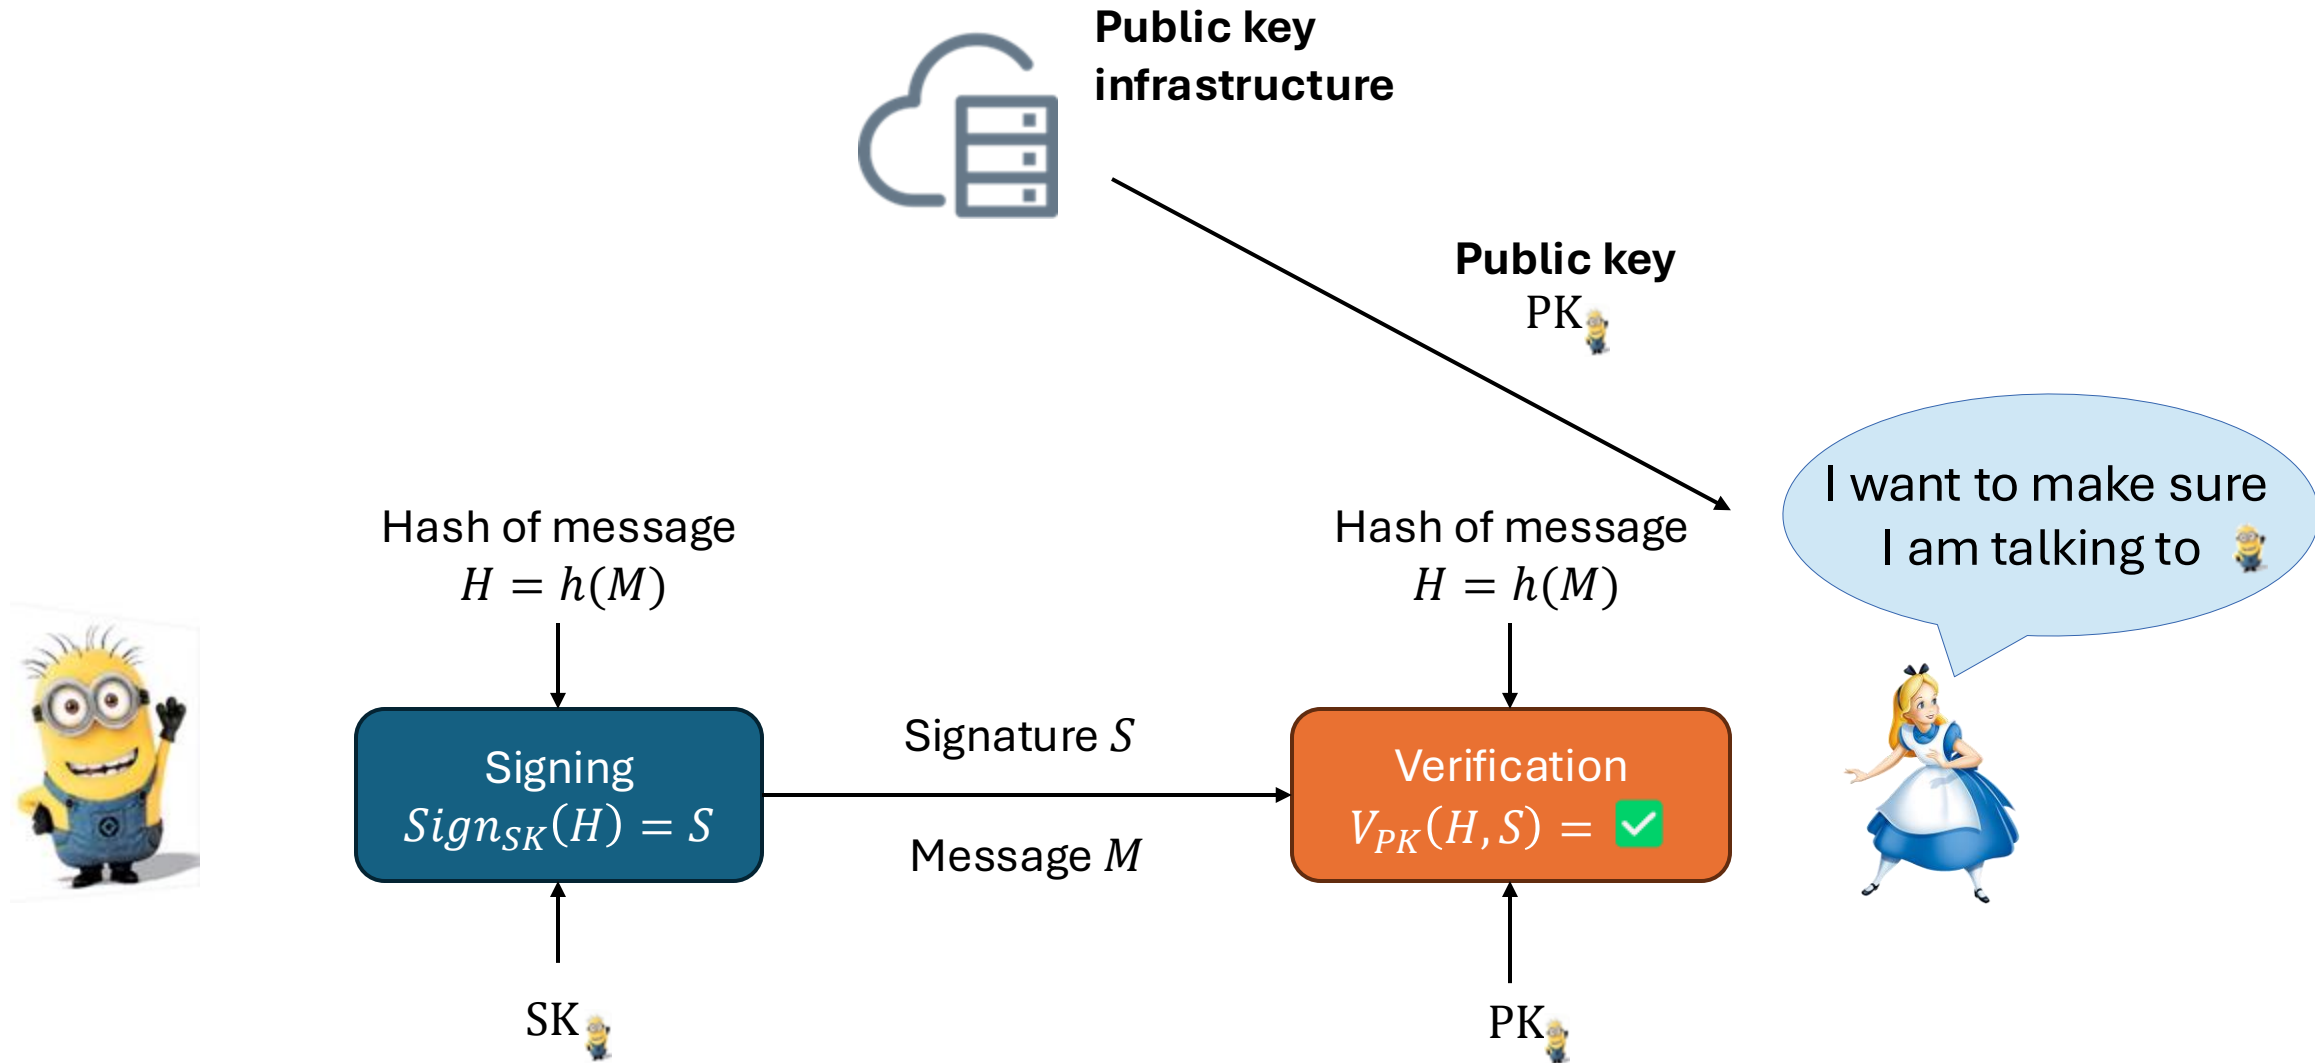 Public key
infrastructure
Public key
PK
I want to make sure
I am talking to
Hash of message
H = h(M)
Hash of message
H = h(M)
Signing
Sign_SK(H) = S
Signature S
Message M
Verification
V_PK(H, S) = ✅
SK
PK